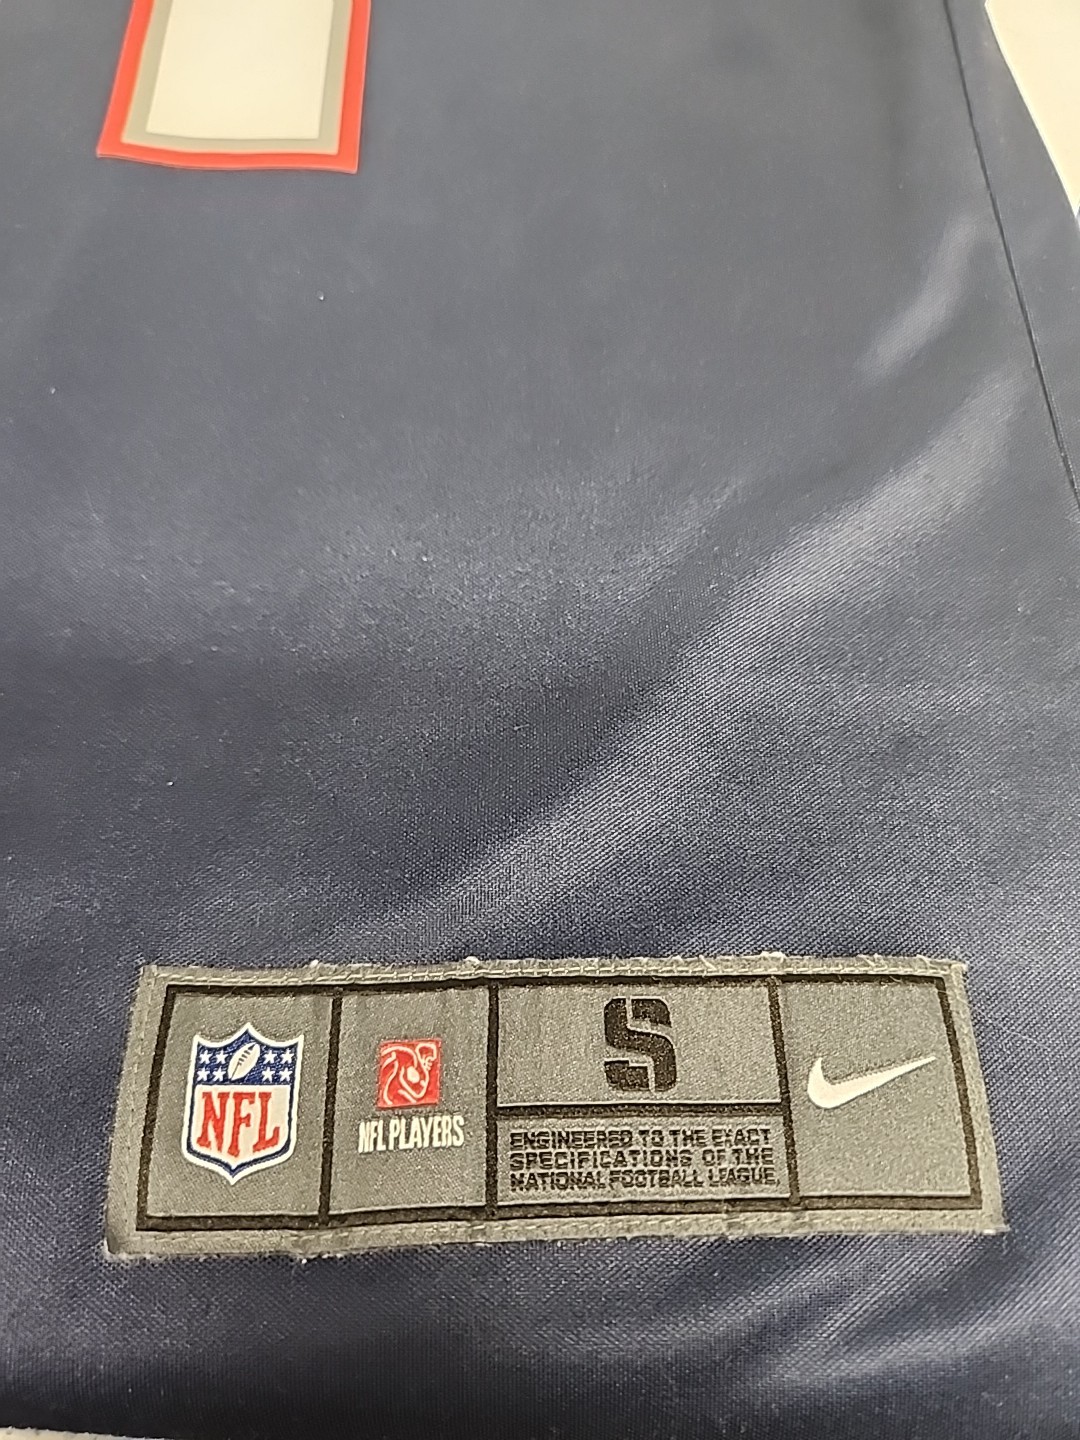 NFL
NFL PLAYERS
S
ENGINEERED TO THE EXACT
SPECIFICATIONS OF THE
NATIONAL FOOTBALL LEAGUE.